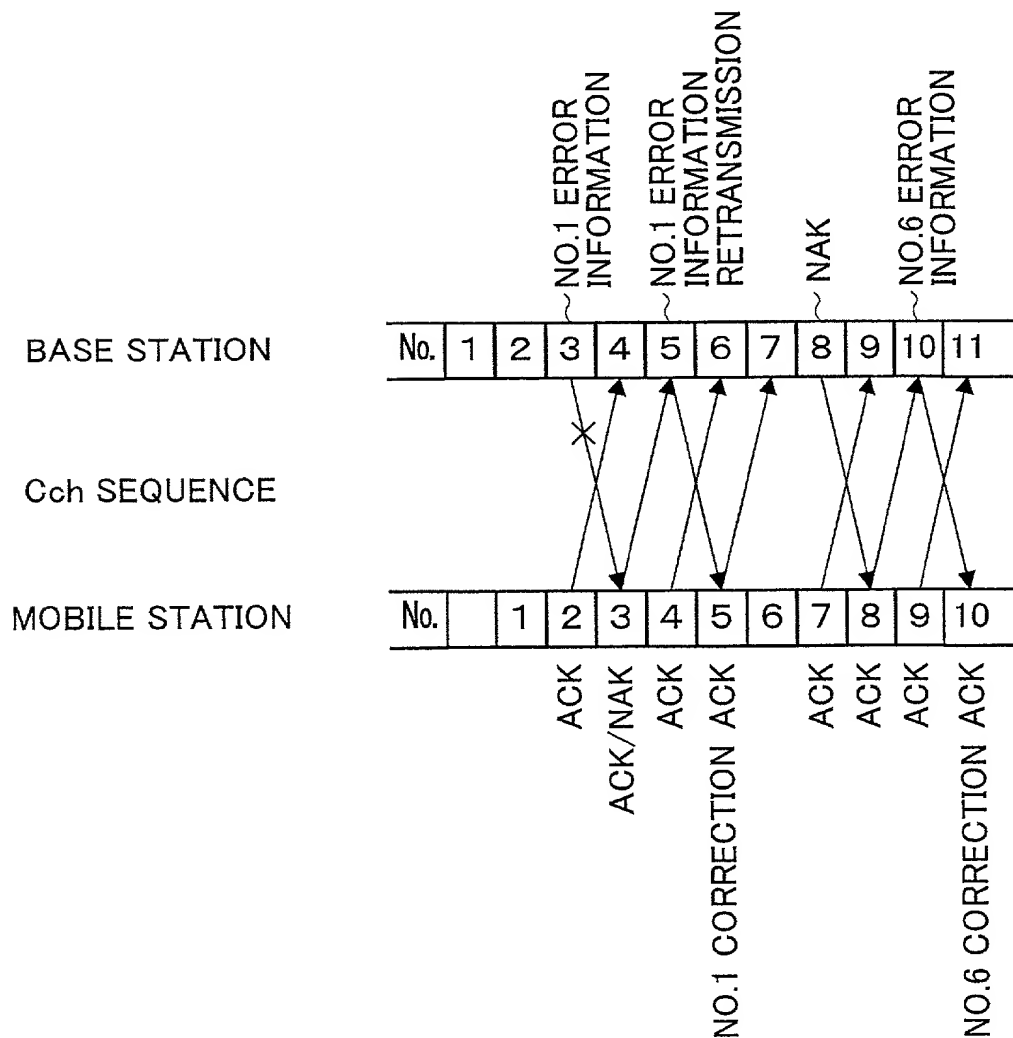 NO.1 ERROR
INFORMATION
NO.1 ERROR
INFORMATION
RETRANSMISSION
NAK
NO.6 ERROR
INFORMATION
BASE STATION
No. 1 2 3 4 5 6 7 8 9 10 11
Cch SEQUENCE
MOBILE STATION
No. 1 2 3 4 5 6 7 8 9 10
ACK
ACK/NAK
ACK
NO.1 CORRECTION ACK
ACK
ACK
ACK
NO.6 CORRECTION ACK